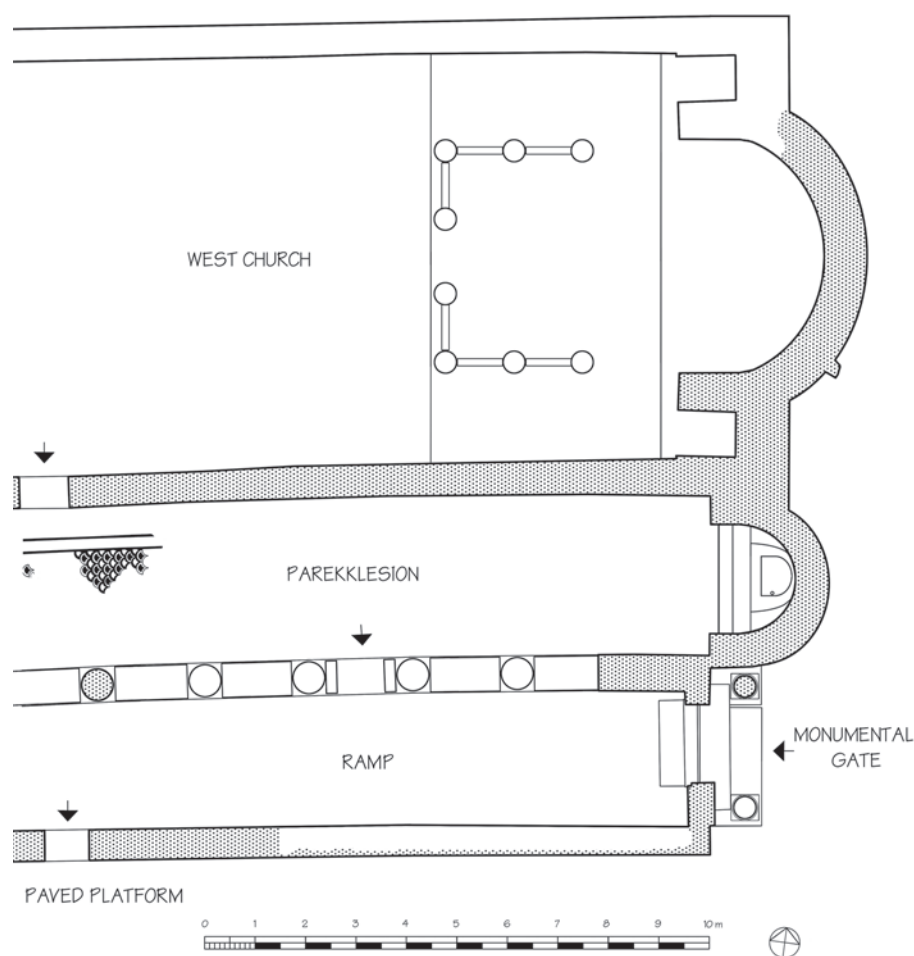 WEST CHURCH
PAREKKLESION
MONUMENTAL
GATE
RAMP
PAVED PLATFORM
0 1 2 3 4 5 6 7 8 9 10 m